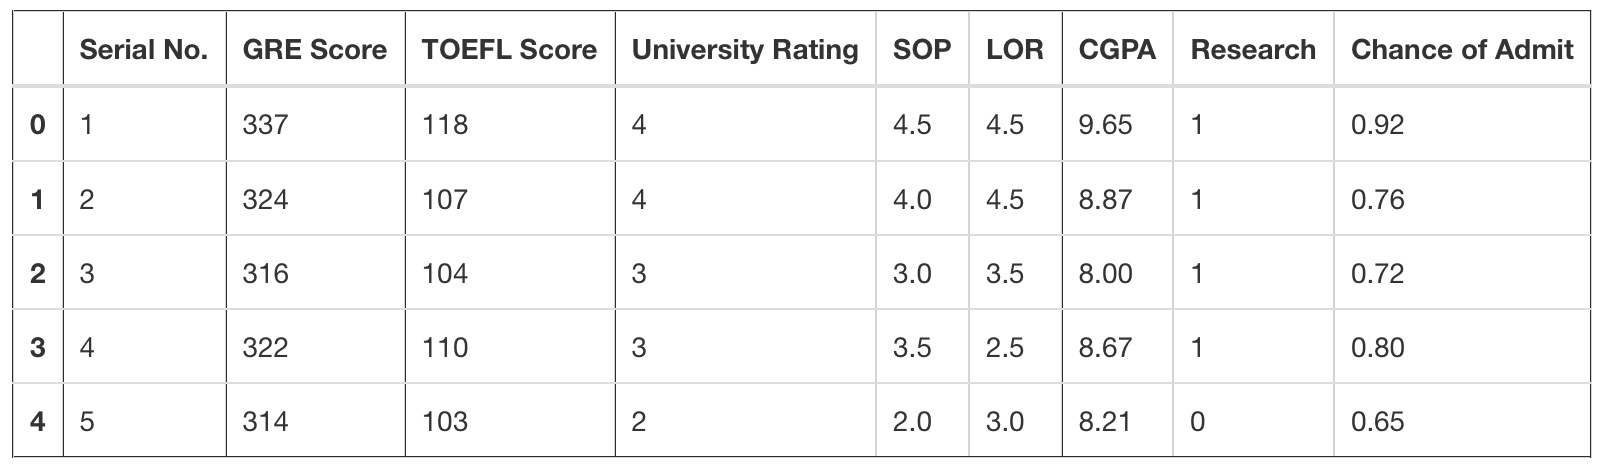 Serial No. GRE Score TOEFL Score University Rating SOP LOR CGPA Research Chance of Admit
0 1 337 118 4 4.5 4.5 9.65 1 0.92
1 2 324 107 4 4.0 4.5 8.87 1 0.76
2 3 316 104 3 3.0 3.5 8.00 1 0.72
3 4 322 110 3 3.5 2.5 8.67 1 0.80
4 5 314 103 2 2.0 3.0 8.21 0 0.65